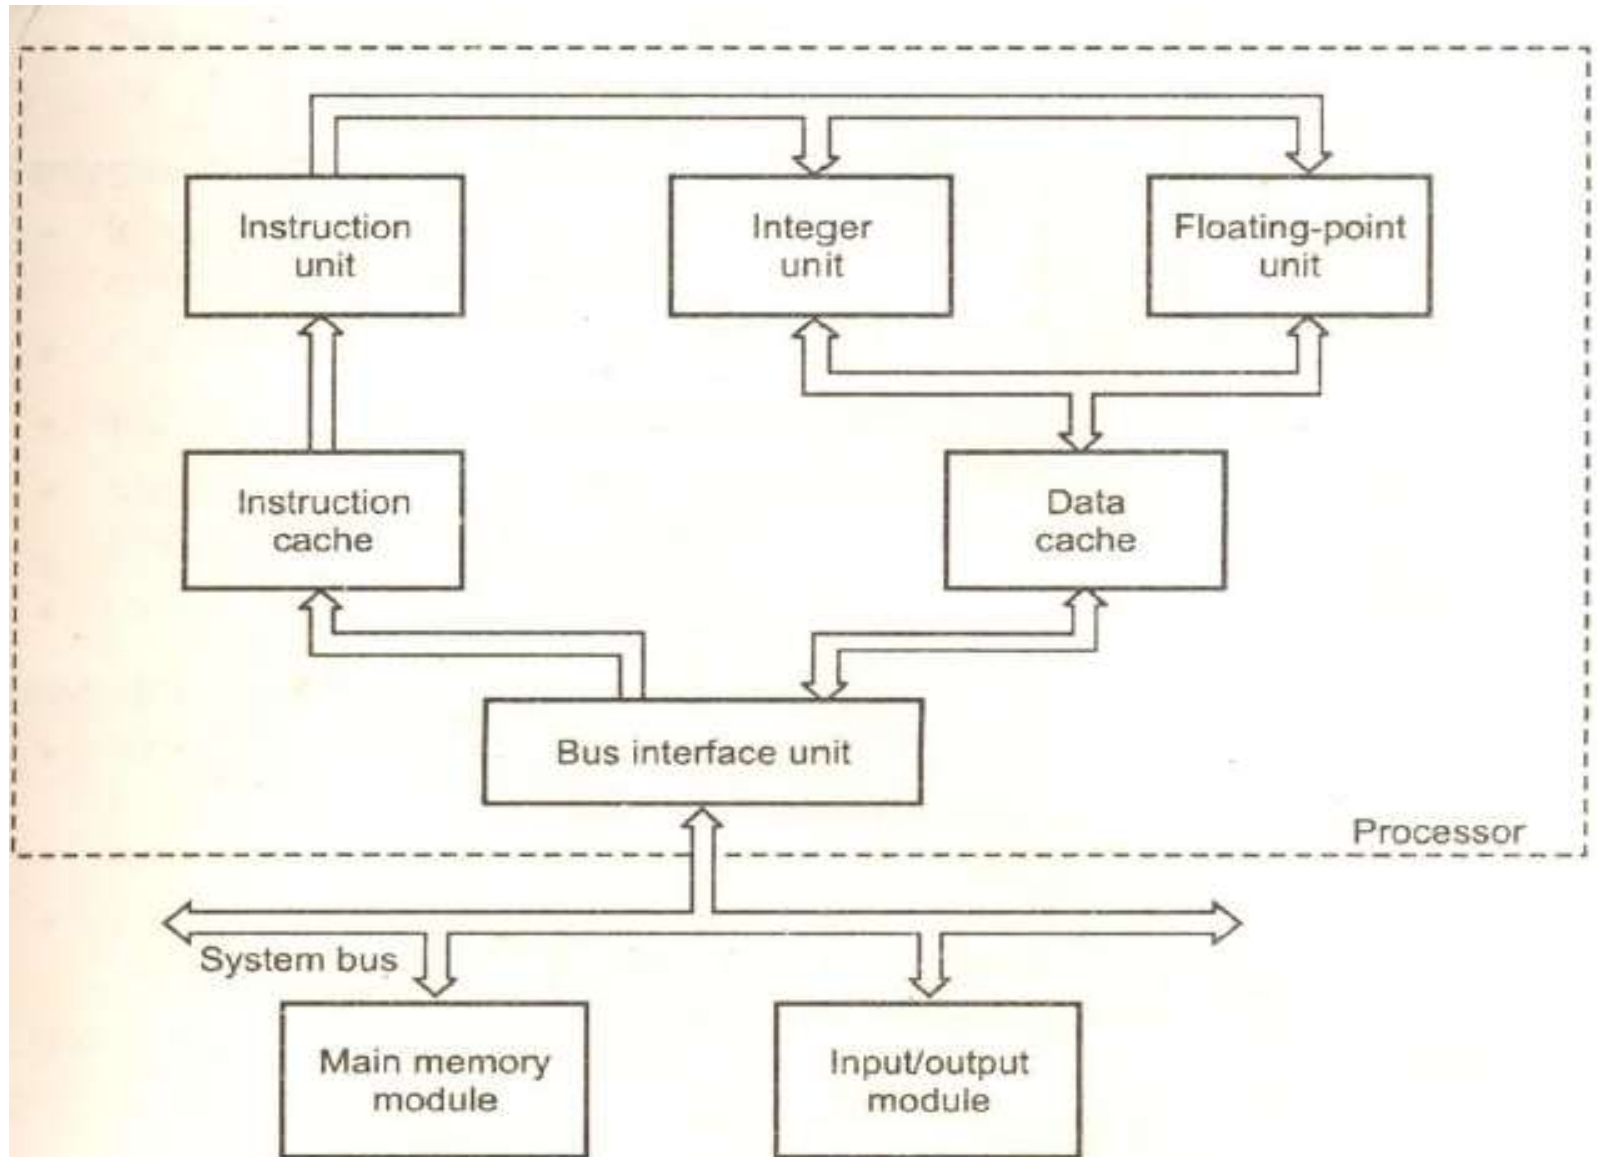 Instruction
unit
Integer
unit
Floating-point
unit
Instruction
cache
Data
cache
Bus interface unit
Processor
System bus
Main memory
module
Input/output
module